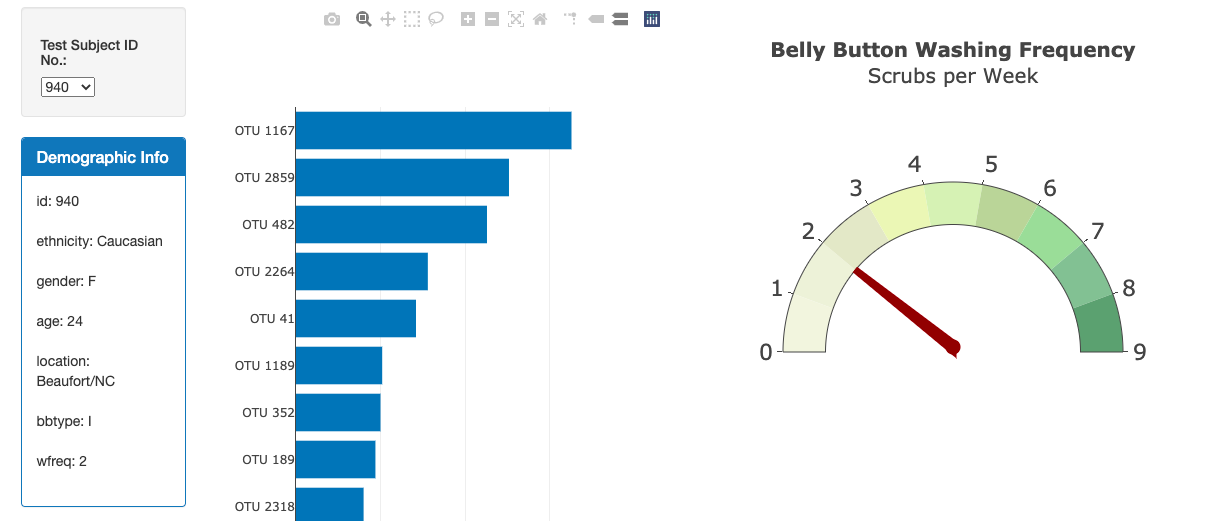 Test Subject ID
No.:
940
Demographic Info
id: 940
ethnicity: Caucasian
gender: F
age: 24
location:
Beaufort/NC
bbtype: I
wfreq: 2
OTU 1167
OTU 2859
OTU 482
OTU 2264
OTU 41
OTU 1189
OTU 352
OTU 189
OTU 2318
Belly Button Washing Frequency
Scrubs per Week
0
1
2
3
4
5
6
7
8
9